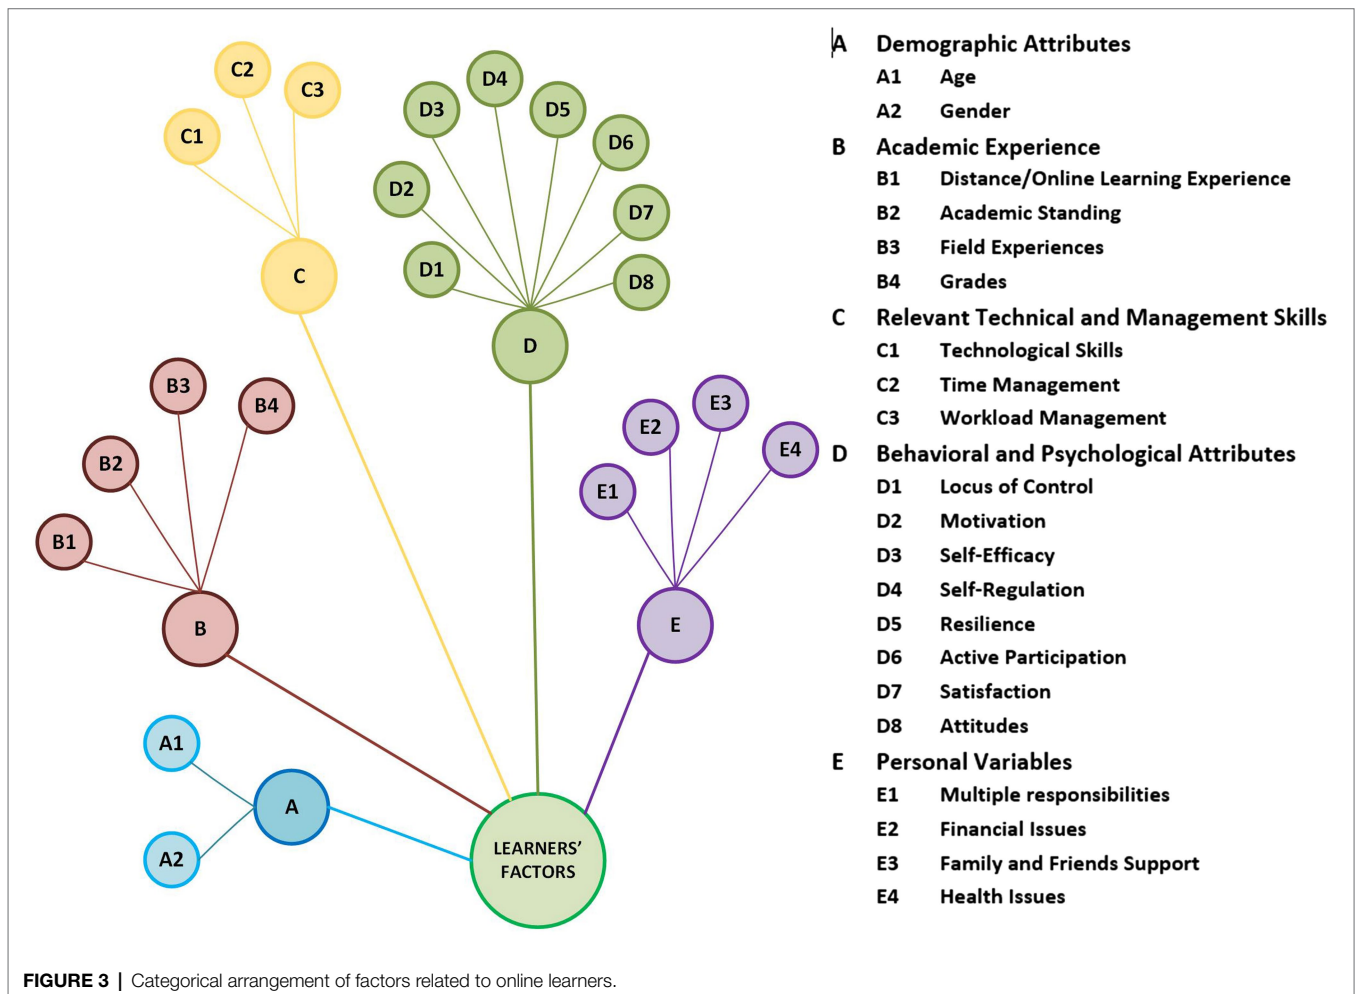 C2
C3
C1
C
D4
D3
D5
D6
D2
D7
D1
D8
D
B3
B4
B2
B1
B
E3
E2
E4
E1
E
A1
A
A2
LEARNERS'
FACTORS
A Demographic Attributes
A1 Age
A2 Gender
B Academic Experience
B1 Distance/Online Learning Experience
B2 Academic Standing
B3 Field Experiences
B4 Grades
C Relevant Technical and Management Skills
C1 Technological Skills
C2 Time Management
C3 Workload Management
D Behavioral and Psychological Attributes
D1 Locus of Control
D2 Motivation
D3 Self-Efficacy
D4 Self-Regulation
D5 Resilience
D6 Active Participation
D7 Satisfaction
D8 Attitudes
E Personal Variables
E1 Multiple responsibilities
E2 Financial Issues
E3 Family and Friends Support
E4 Health Issues
FIGURE 3 | Categorical arrangement of factors related to online learners.